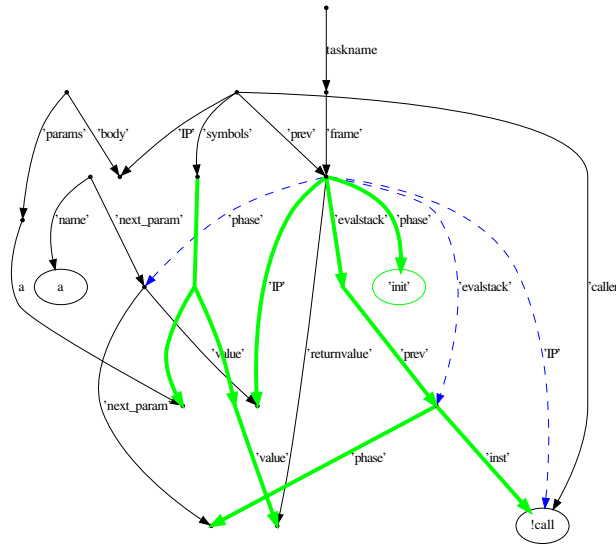 taskname
'params' 'body' 'IP' 'symbols' 'prev' 'frame'
'name' 'next_param' 'phase' 'evalstack' 'phase'
a a 'IP' 'init' 'evalstack' 'caller
'value' 'returnvalue' 'prev' 'IP'
'next_param'
'value' 'phase' 'inst'
!call